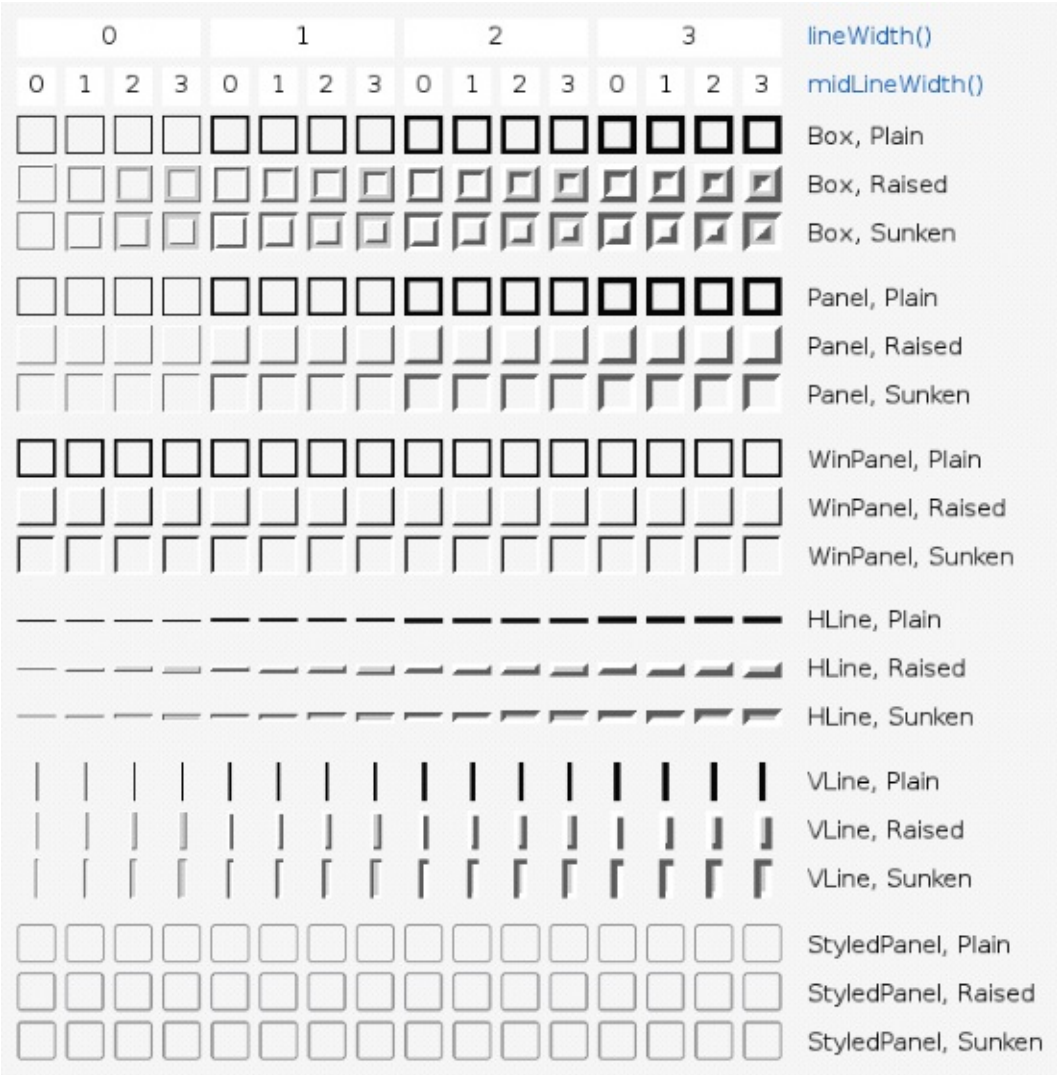 0 1 2 3 lineWidth()
0 1 2 3 0 1 2 3 0 1 2 3 0 1 2 3 midLineWidth()
Box, Plain
Box, Raised
Box, Sunken
Panel, Plain
Panel, Raised
Panel, Sunken
WinPanel, Plain
WinPanel, Raised
WinPanel, Sunken
HLine, Plain
HLine, Raised
HLine, Sunken
VLine, Plain
VLine, Raised
VLine, Sunken
StyledPanel, Plain
StyledPanel, Raised
StyledPanel, Sunken